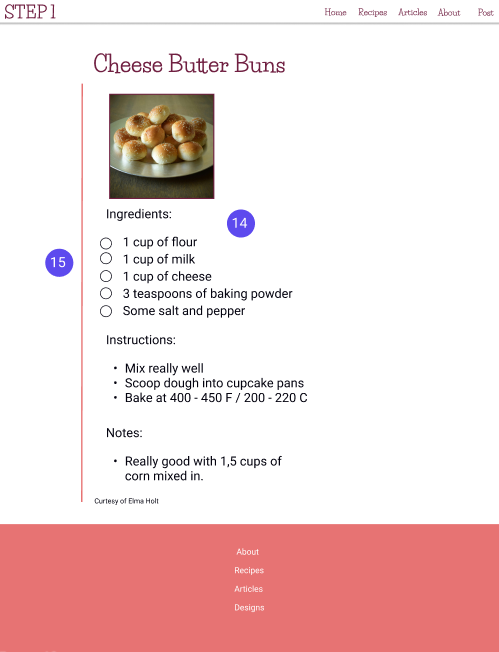 STEP 1
Home Recipes Articles About Post
Cheese Butter Buns
Ingredients:
14
1 cup of flour
15
1 cup of milk
1 cup of cheese
3 teaspoons of baking powder
Some salt and pepper
Instructions:
• Mix really well
• Scoop dough into cupcake pans
• Bake at 400 - 450 F / 200 - 220 C
Notes:
• Really good with 1,5 cups of
corn mixed in.
Curtesy of Elma Holt
About
Recipes
Articles
Designs